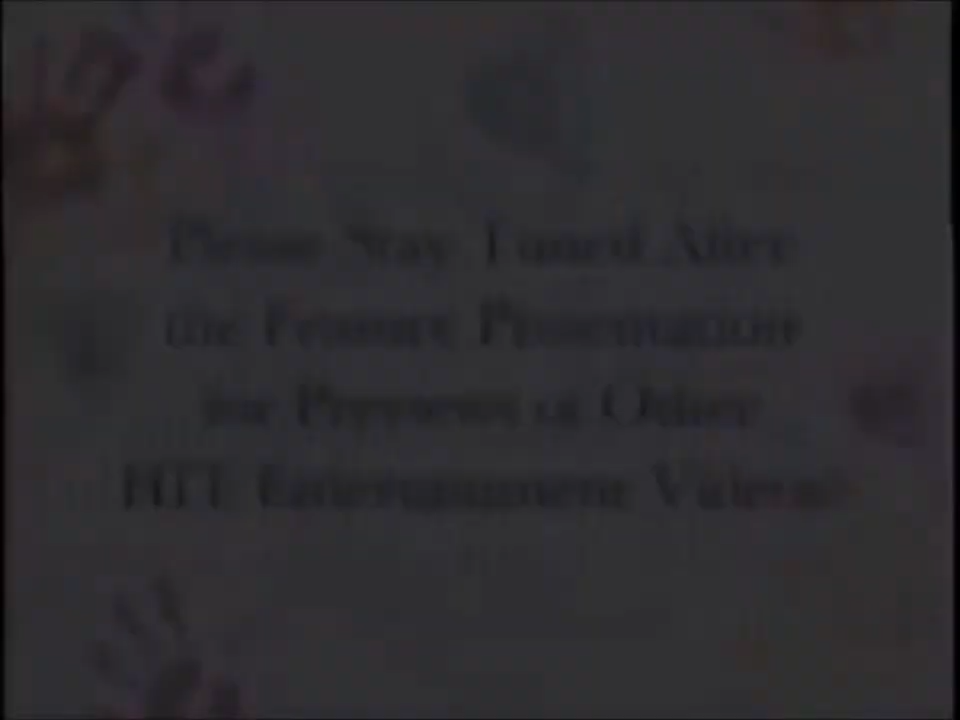 Please Stay Tuned After
the Feature Presentation
for Previews of Other
HIT Entertainment Videos!